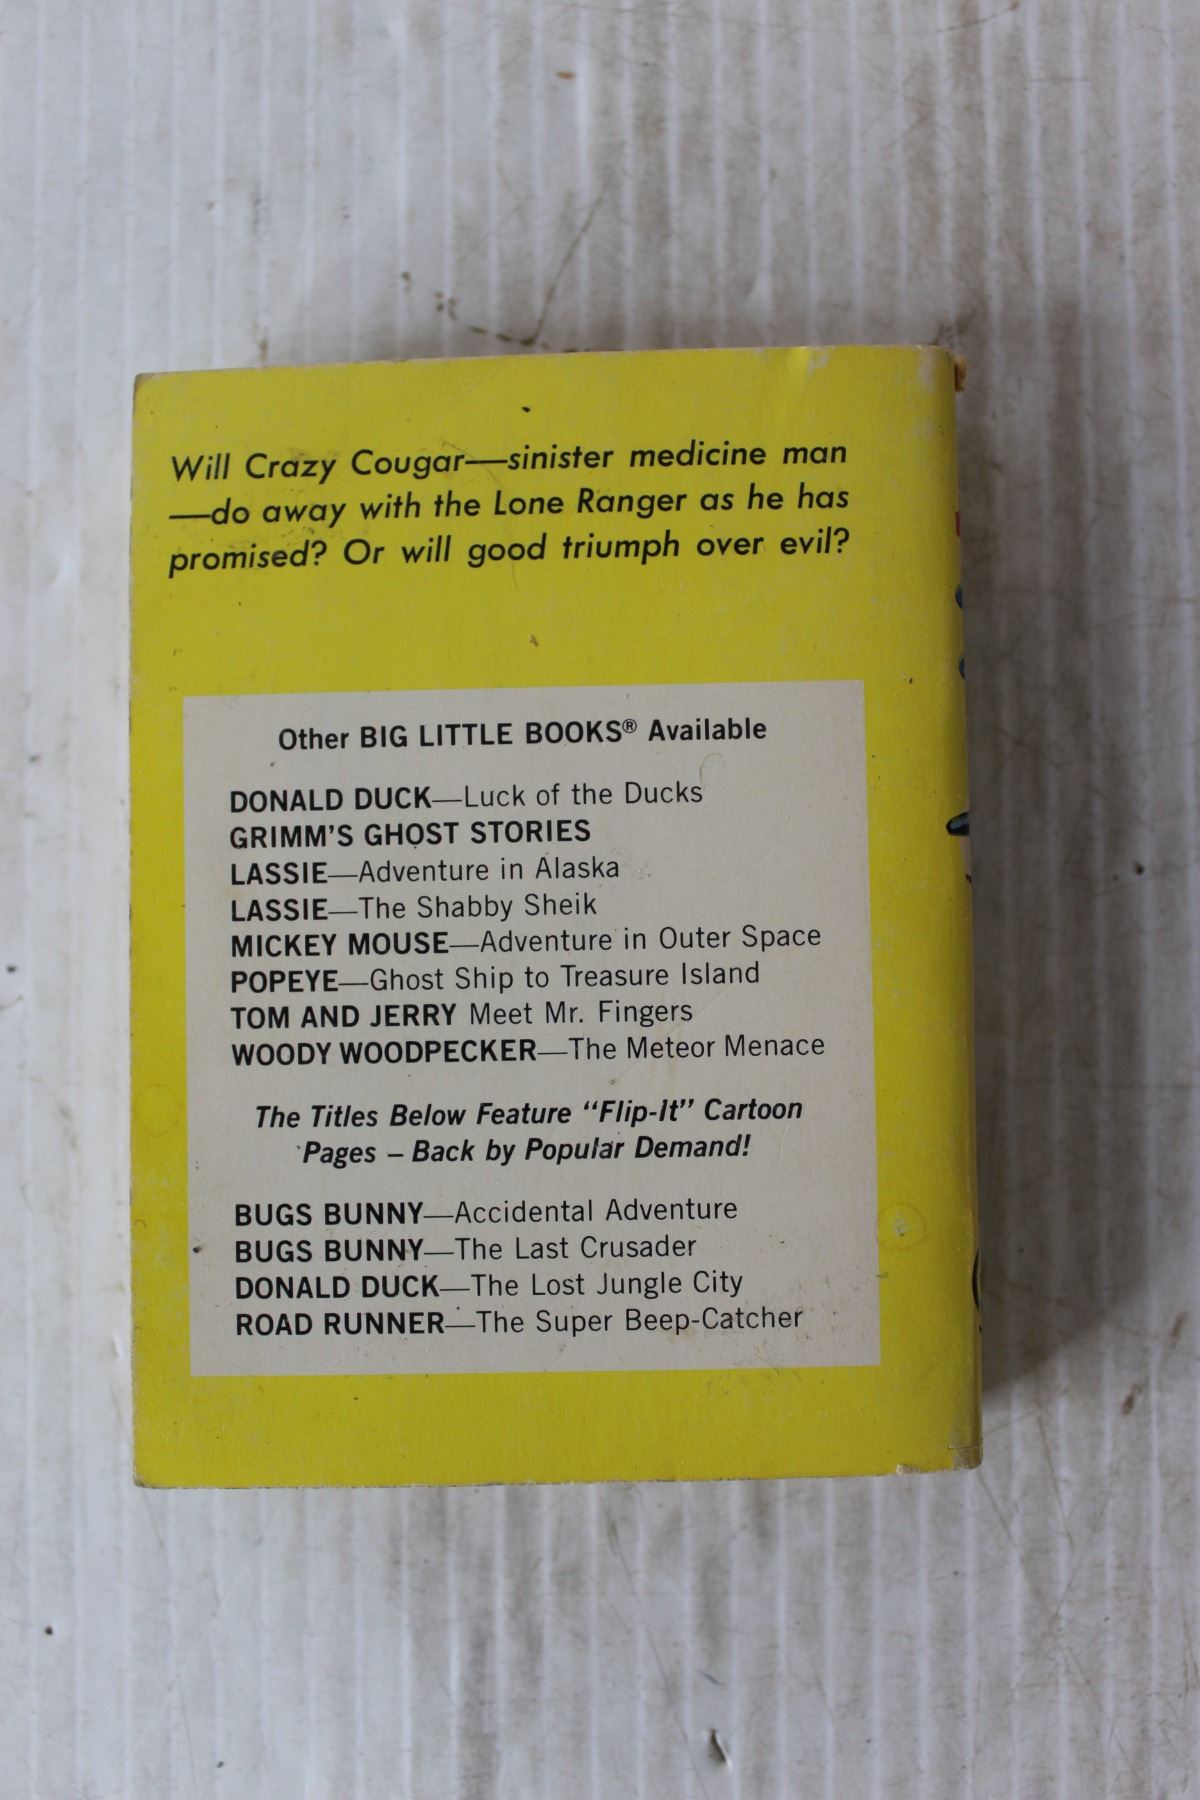 Will Crazy Cougar—sinister medicine man
—do away with the Lone Ranger as he has
promised? Or will good triumph over evil?
Other BIG LITTLE BOOKS® Available
DONALD DUCK—Luck of the Ducks
GRIMM'S GHOST STORIES
LASSIE—Adventure in Alaska
LASSIE—The Shabby Sheik
MICKEY MOUSE—Adventure in Outer Space
POPEYE—Ghost Ship to Treasure Island
TOM AND JERRY Meet Mr. Fingers
WOODY WOODPECKER—The Meteor Menace
The Titles Below Feature “Flip-It” Cartoon
Pages – Back by Popular Demand!
BUGS BUNNY—Accidental Adventure
BUGS BUNNY—The Last Crusader
DONALD DUCK—The Lost Jungle City
ROAD RUNNER—The Super Beep-Catcher